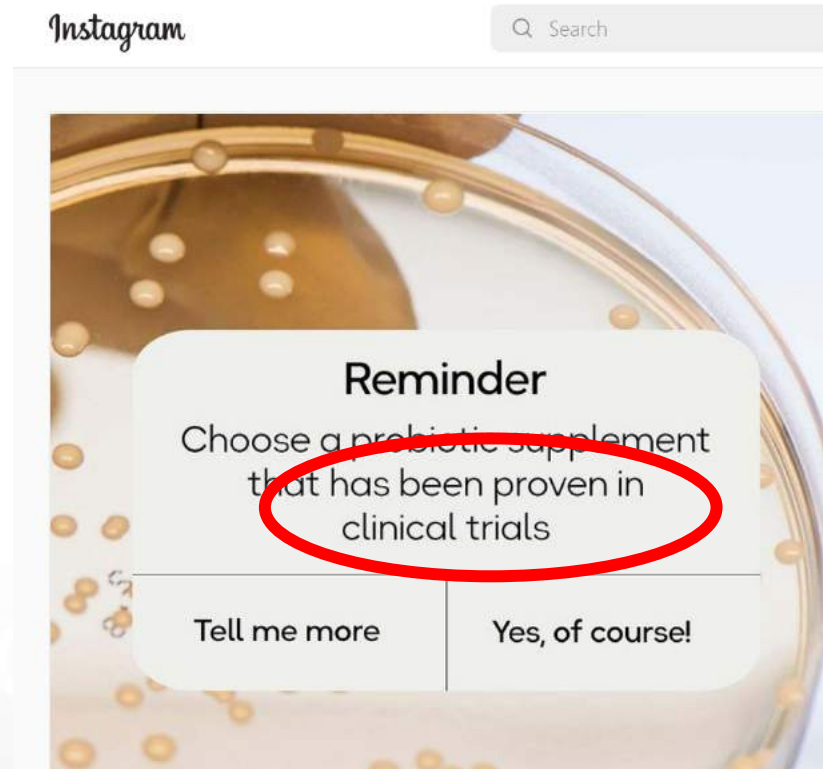 Instagram
Search
Reminder
Choose a probiotic supplement
that has been proven in
clinical trials
Tell me more
Yes, of course!